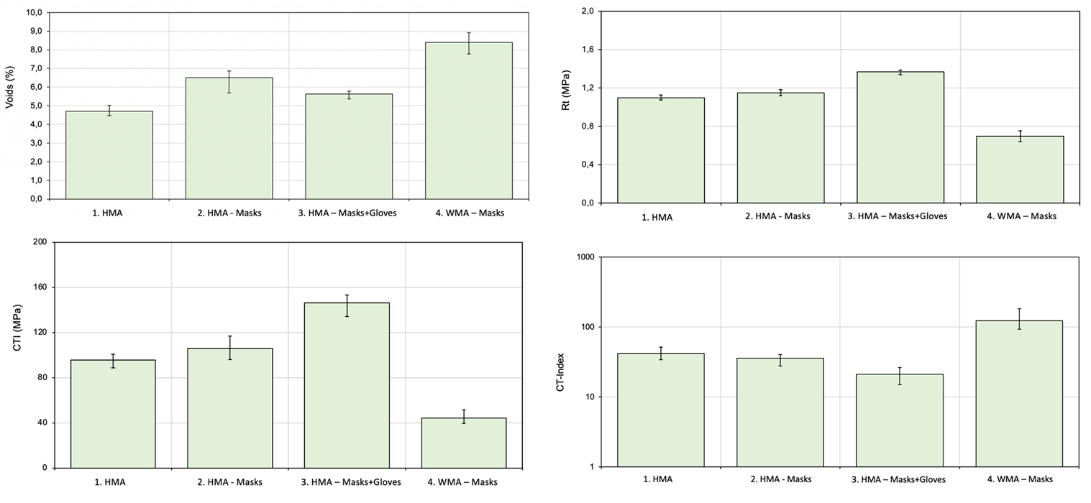 Voids (%)
10,0
9,0
8,0
7,0
6,0
5,0
4,0
3,0
2,0
1,0
0,0
1. HMA
2. HMA - Masks
3. HMA – Masks+Gloves
4. WMA – Masks
Rt (MPa)
2,0
1,6
1,2
0,8
0,4
0,0
1. HMA
2. HMA - Masks
3. HMA – Masks+Gloves
4. WMA – Masks
CTI (MPa)
200
160
120
80
40
0
1. HMA
2. HMA - Masks
3. HMA – Masks+Gloves
4. WMA – Masks
CT-Index
1000
100
10
1
1. HMA
2. HMA - Masks
3. HMA – Masks+Gloves
4. WMA – Masks